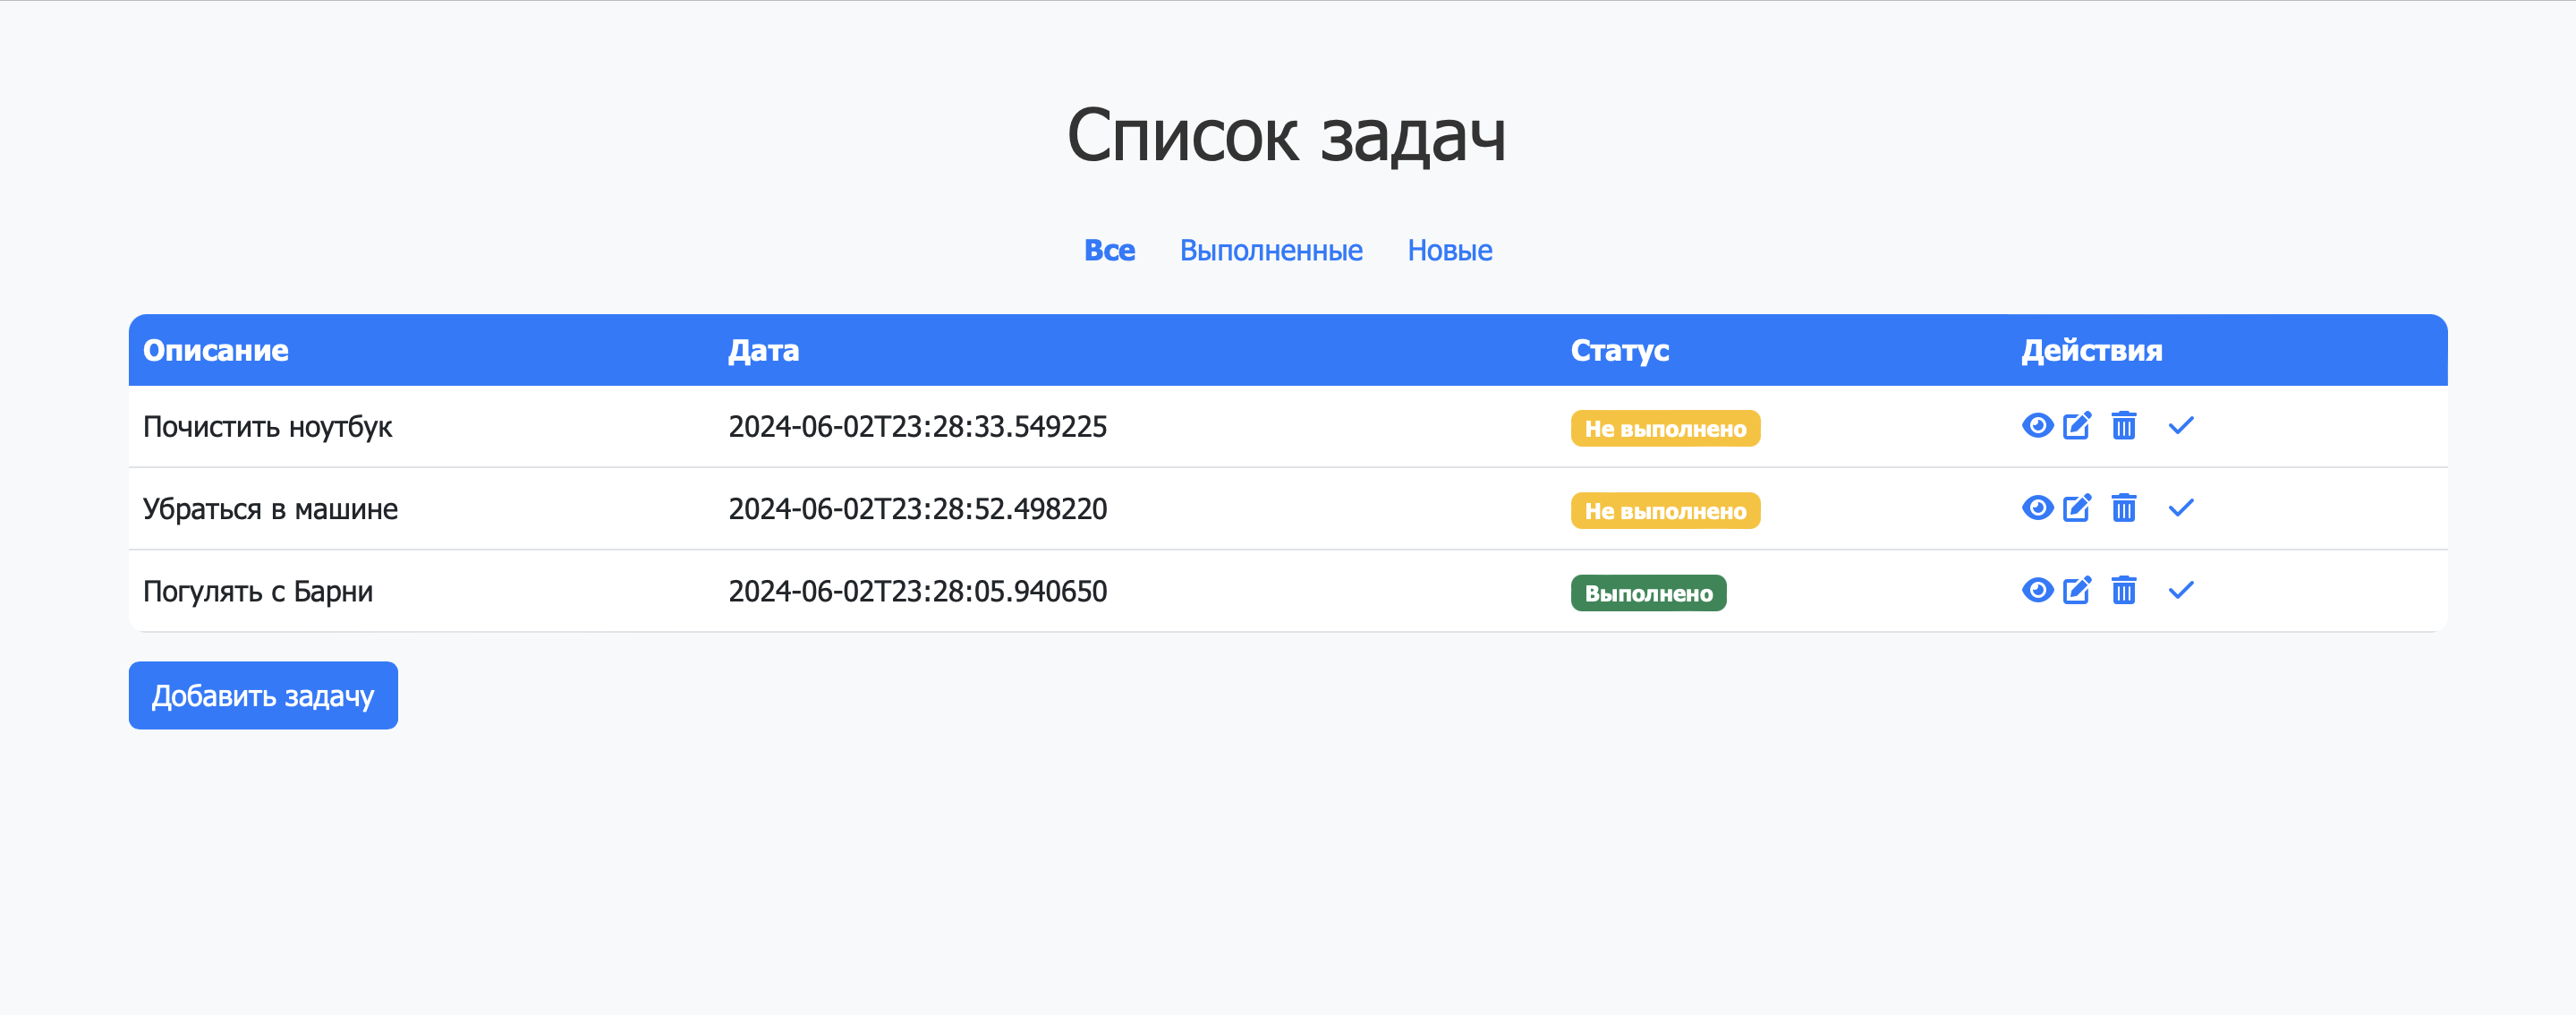 Список задач
Все Выполненные Новые
Описание Дата Статус Действия
Почистить ноутбук 2024-06-02T23:28:33.549225 Не выполнено
Убраться в машине 2024-06-02T23:28:52.498220 Не выполнено
Погулять с Барни 2024-06-02T23:28:05.940650 Выполнено
Добавить задачу